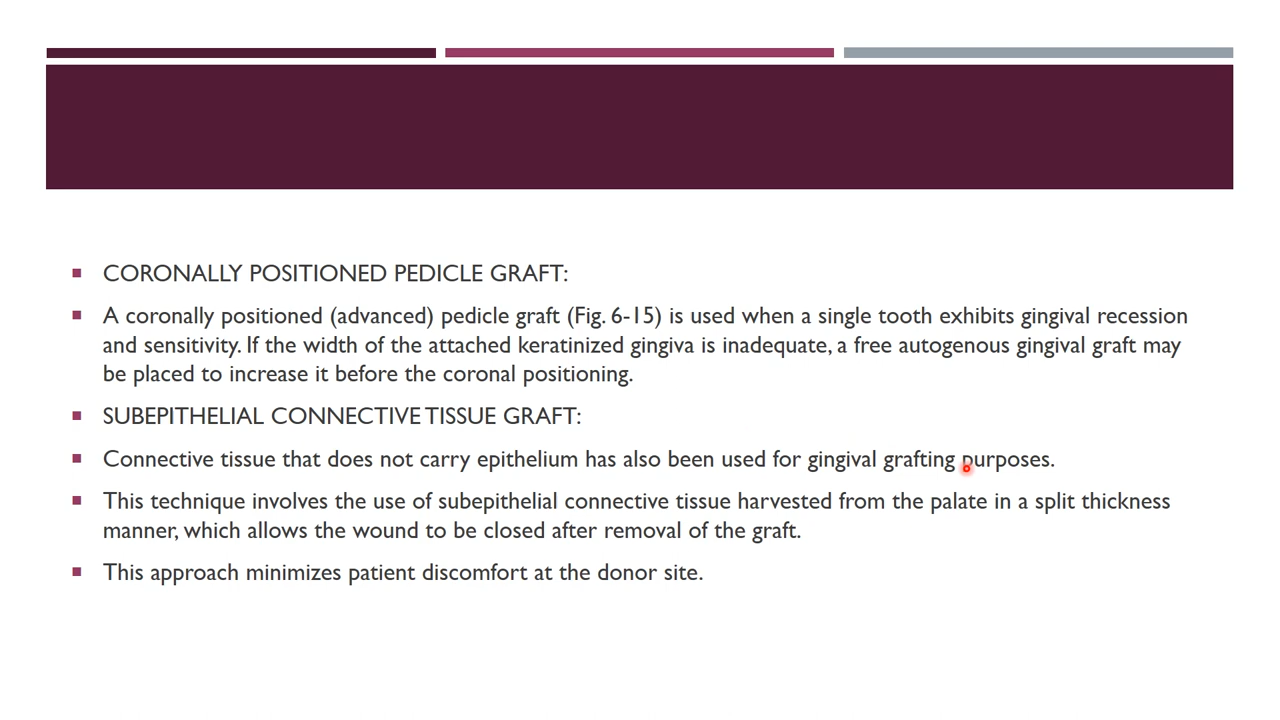 CORONALLY POSITIONED PEDICLE GRAFT:
A coronally positioned (advanced) pedicle graft (Fig. 6-15) is used when a single tooth exhibits gingival recession
and sensitivity. If the width of the attached keratinized gingiva is inadequate, a free autogenous gingival graft may
be placed to increase it before the coronal positioning.
SUBEPITHELIAL CONNECTIVE TISSUE GRAFT:
Connective tissue that does not carry epithelium has also been used for gingival grafting purposes.
This technique involves the use of subepithelial connective tissue harvested from the palate in a split thickness
manner, which allows the wound to be closed after removal of the graft.
This approach minimizes patient discomfort at the donor site.